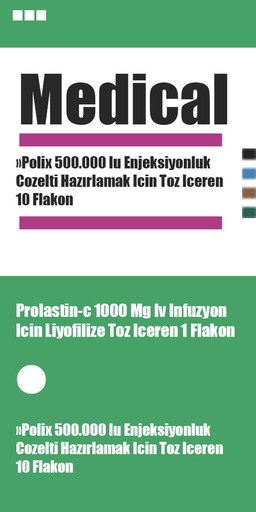 Medical
»Polix 500.000 Iu Enjeksiyonluk
Cozelti Hazırlamak Icin Toz Iceren
10 Flakon
Prolastin-c 1000 Mg Iv Infuzyon
Icin Liyofilize Toz Iceren 1 Flakon
»Polix 500.000 Iu Enjeksiyonluk
Cozelti Hazırlamak Icin Toz Iceren
10 Flakon